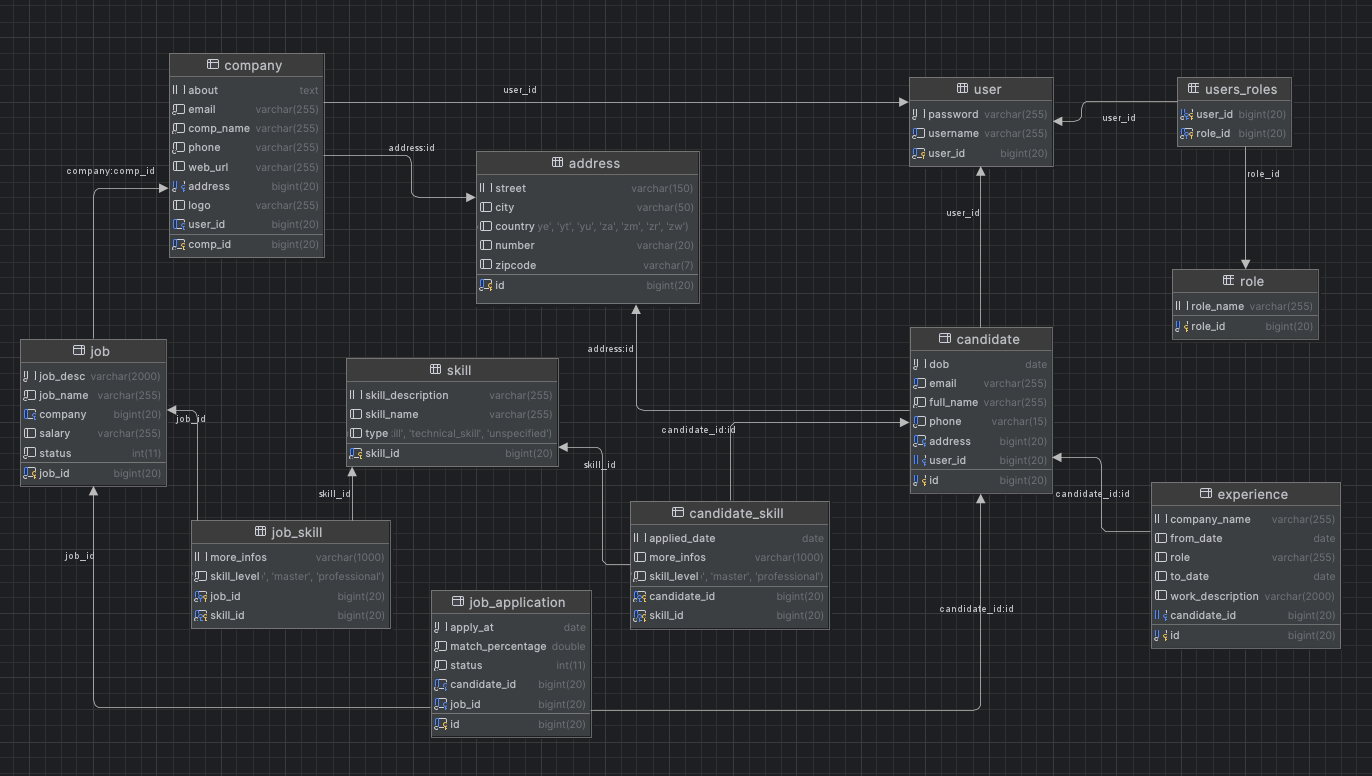 company
about text
email varchar(255)
comp_name varchar(255)
phone varchar(255)
web_url varchar(255)
address bigint(20)
logo varchar(255)
user_id bigint(20)
comp_id bigint(20)
user_id
address:id
company:comp_id
address
street varchar(150)
city varchar(50)
country ye', 'yt', 'yu', 'za', 'zm', 'zr', 'zw')
number varchar(20)
zipcode varchar(7)
id bigint(20)
user
password varchar(255)
username varchar(255)
user_id bigint(20)
user_id
users_roles
user_id bigint(20)
role_id bigint(20)
role_id
user_id
role
role_name varchar(255)
role_id bigint(20)
job
job_desc varchar(2000)
job_name varchar(255)
company bigint(20)
salary varchar(255)
status int(11)
job_id bigint(20)
job_id
skill
skill_description varchar(255)
skill_name varchar(255)
type ill', 'technical_skill', 'unspecified')
skill_id bigint(20)
address:id
candidate
dob date
email varchar(255)
full_name varchar(255)
phone varchar(15)
address bigint(20)
user_id bigint(20)
id bigint(20)
candidate_id:id
skill_id
skill_id
candidate_id:id
experience
company_name varchar(255)
from_date date
role varchar(255)
to_date date
work_description varchar(2000)
candidate_id bigint(20)
id bigint(20)
job_skill
more_infos varchar(1000)
skill_level ', 'master', 'professional')
job_id bigint(20)
skill_id bigint(20)
job_id
candidate_skill
applied_date date
more_infos varchar(1000)
skill_level ', 'master', 'professional')
candidate_id bigint(20)
skill_id bigint(20)
job_application
apply_at date
match_percentage double
status int(11)
candidate_id bigint(20)
job_id bigint(20)
id bigint(20)
candidate_id:id